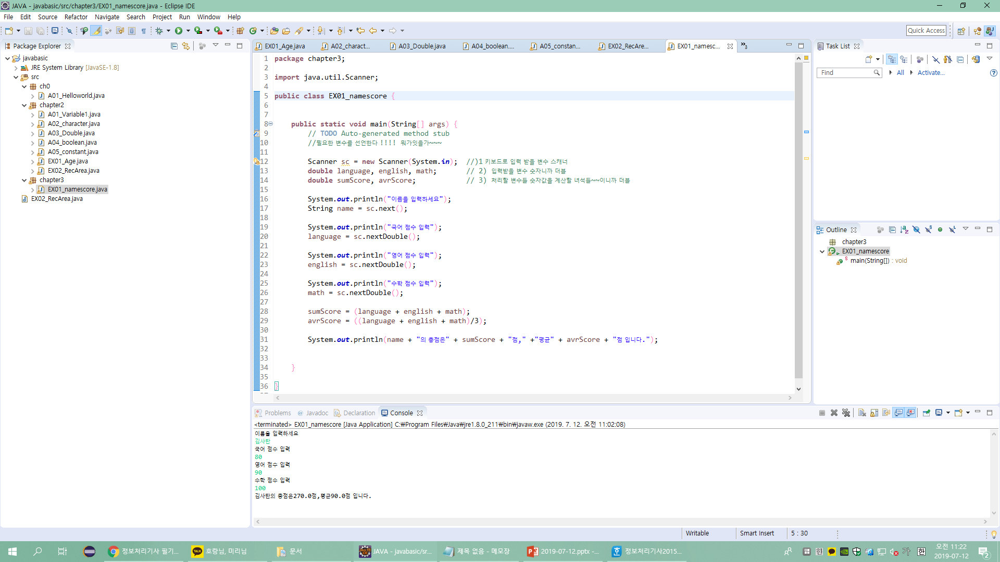 JAVA - javabasic/src/chapter3/EX01_namescore.java - Eclipse IDE
File Edit Source Refactor Navigate Search Project Run Window Help
Quick Access
Package Explorer
javabasic
JRE System Library [JavaSE-1.8]
src
ch0
A01_Helloworld.java
chapter2
A01_Variable1.java
A02_character.java
A03_Double.java
A04_boolean.java
A05_constant.java
EX01_Age.java
EX02_RecArea.java
chapter3
EX01_namescore.java
EX02_RecArea.java
EX01_Age.java A02_charact... A03_Double.java A04_boolean.... A05_constan... EX02_RecAre... EX01_namesc... »3
1 package chapter3;
2
3 import java.util.Scanner;
4
5 public class EX01_namescore {
6
7
8 public static void main(String[] args) {
9 // TODO Auto-generated method stub
10 //필요한 변수를 선언한다 !!!! 뭐가잇을가~~~
11
12 Scanner sc = new Scanner(System.in); //)1 키보드로 입력 받을 변수 스캐너
13 double language, english, math; // 2) 입력받을 변수 숫자니까 더블
14 double sumScore, avrScore; // 3) 처리할 변수들 숫자값을 계산할 녀석들~~이니까 더블
15
16 System.out.println("이름을 입력하세요");
17 String name = sc.next();
18
19 System.out.println("국어 점수 입력");
20 language = sc.nextDouble();
21
22 System.out.println("영어 점수 입력");
23 english = sc.nextDouble();
24
25 System.out.println("수학 점수 입력");
26 math = sc.nextDouble();
27
28 sumScore = (language + english + math);
29 avrScore = ((language + english + math)/3);
30
31 System.out.println(name + "의 총점은" + sumScore + "점," +"평균" + avrScore + "점 입니다.");
32
33
34 }
35
36 }
Task List
Find All Activate...
Outline
chapter3
EX01_namescore
main(String[]) : void
Problems @ Javadoc Declaration Console
<terminated> EX01_namescore [Java Application] C:₩Program Files₩Java₩jre1.8.0_211₩bin₩javaw.exe (2019. 7. 12. 오전 11:02:08)
이름을 입력하세요
김사탄
국어 점수 입력
80
영어 점수 입력
90
수학 점수 입력
100
김사탄의 총점은270.0점,평균90.0점 입니다.
Writable Smart Insert 5 : 30
정보처리기사 필기... TALK 호랑님, 미리님 문서 JAVA - javabasic/sr... 제목 없음 - 메모장 2019-07-12.pptx -... 정보처리기사2015...
가 한 오전 11:22
2019-07-12
2